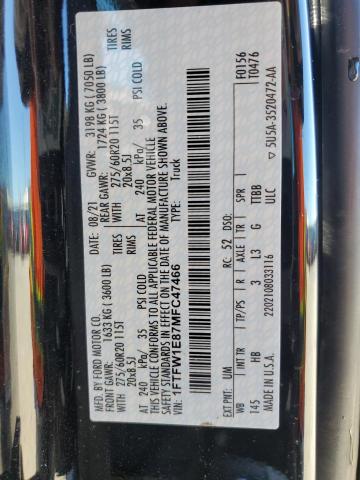 MFD. BY FORD MOTOR CO.
DATE: 08/21 GVWR: 3198 KG ( 7050 LB)
FRONT GAWR: 1633 KG ( 3600 LB) REAR GAWR: 1724 KG ( 3800 LB)
275/60R20 115T TIRES 275/60R20 115T TIRES
20x8.5J RIMS 20x8.5J RIMS
AT 240 kPa/ 35 PSI COLD AT 240 kPa/ 35 PSI COLD
THIS VEHICLE CONFORMS TO ALL APPLICABLE FEDERAL MOTOR VEHICLE
IN EFFECT ON THE DATE OF MANUFACTURE SHOWN ABOVE.
VIN: 1FTFW1E87MFC47466
TYPE: Truck
F0156
T0476
EXT PNT: UM RC: 52 DSO:
WB INT TR TP/PS R AXLE TR SPR
145 HB 3 L3 G TTBB
ULC
▽ 5U5A-3520472-AA
MADE IN U.S.A. 2202108033116